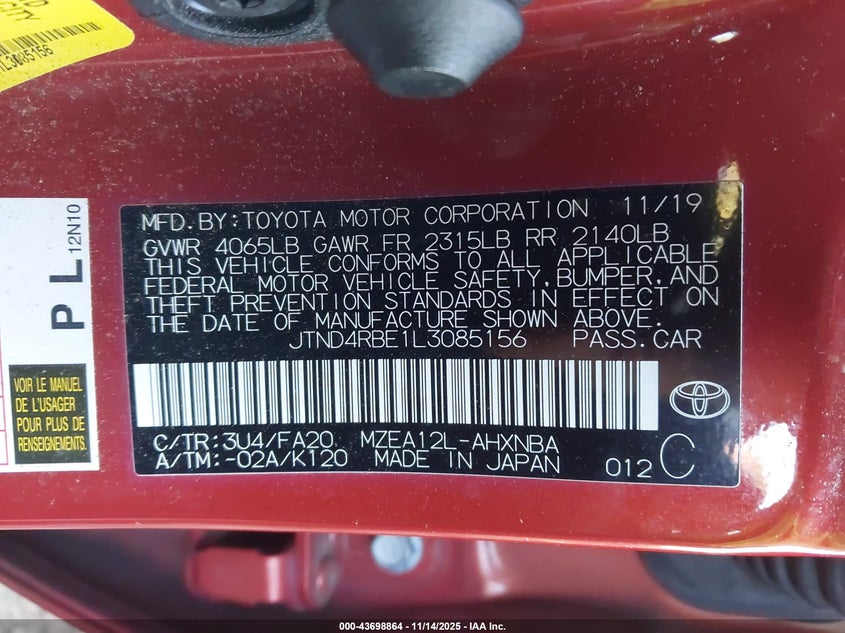 CITY
L3085156
P L
12N10
VOIR LE MANUEL
DE L'USAGER
POUR PLUS DE
RENSEIGNEMENTS
MFD.BY:TOYOTA MOTOR CORPORATION 11/19
GVWR 4065LB GAWR FR 2315LB RR 2140LB
THIS VEHICLE CONFORMS TO ALL APPLICABLE
FEDERAL MOTOR VEHICLE SAFETY,BUMPER,AND
THEFT PREVENTION STANDARDS IN EFFECT ON
THE DATE OF MANUFACTURE SHOWN ABOVE.
JTND4RBE1L3085156 PASS.CAR
C/TR:3U4/FA20 MZEA12L-AHXNBA
A/TM:-02A/K120 MADE IN JAPAN
012 C
000-43698864 | 11/14/2025 - IAA Inc.